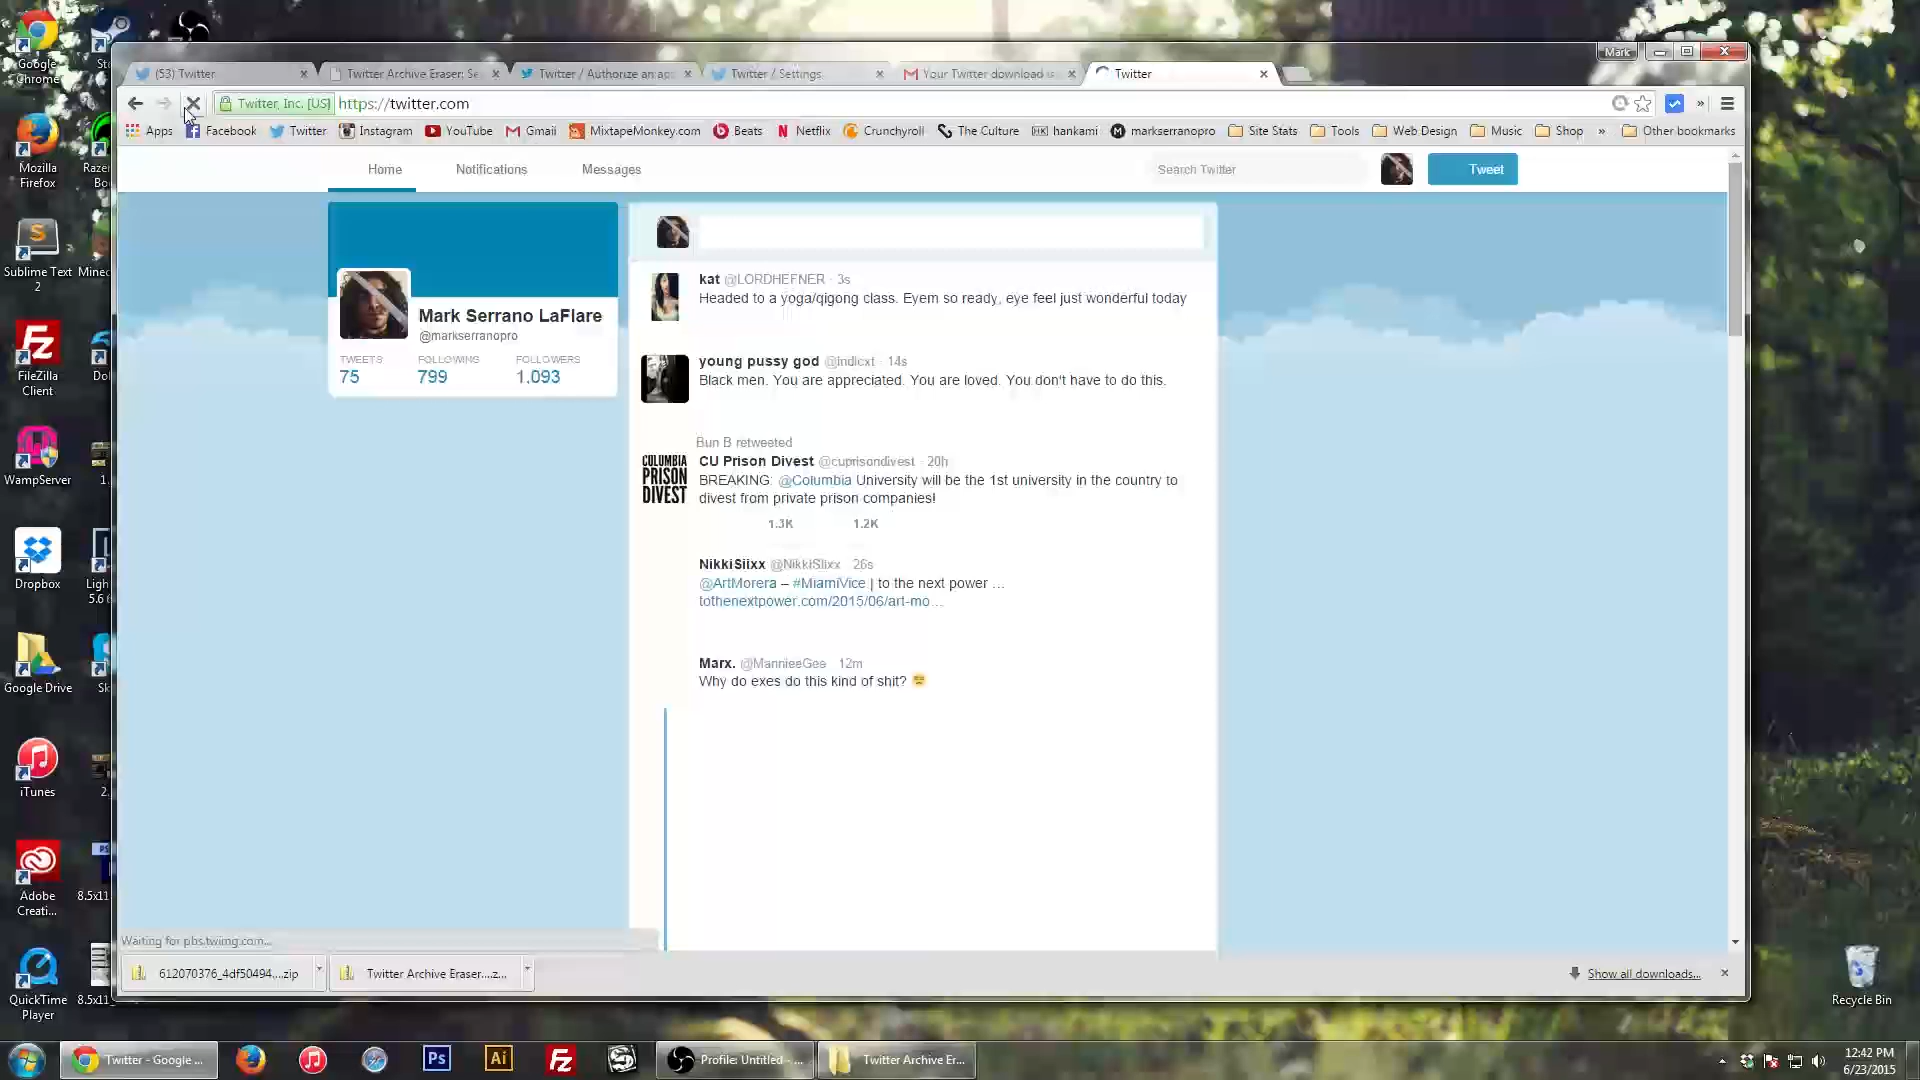 Google
Chrome
Mozilla
Firefox
Sublime Text
2
FileZilla
Client
WampServer
Dropbox
Google Drive
iTunes
Adobe
Creati...
QuickTime
Player
Mark
(53) Twitter
Twitter Archive Eraser: Se
Twitter / Authorize an app
Twitter / Settings
Your Twitter download is
Twitter
Twitter, Inc. [US] https://twitter.com
Apps Facebook Twitter Instagram YouTube Gmail MixtapeMonkey.com Beats Netflix Crunchyroll The Culture hankami markserranopro Site Stats Tools Web Design Music Shop » Other bookmarks
Home Notifications Messages Search Twitter Tweet
Mark Serrano LaFlare
@markserranopro
TWEETS FOLLOWING FOLLOWERS
75 799 1,093
kat @LORDHEFNER · 3s
Headed to a yoga/qigong class. Eyem so ready, eye feel just wonderful today
young pussy god @indicxt · 14s
Black men. You are appreciated. You are loved. You don't have to do this.
Bun B retweeted
CU Prison Divest @cuprisondivest · 20h
BREAKING: @Columbia University will be the 1st university in the country to
divest from private prison companies!
1.3K 1.2K
NikkiSiixx @NikkiSiixx · 26s
@ArtMorera – #MiamiVice | to the next power …
tothenextpower.com/2015/06/art-mo…
Marx. @MannieeGee · 12m
Why do exes do this kind of shit?
COLUMBIA
PRISON
DIVEST
Waiting for pbs.twimg.com...
612070376_4df50494....zip
Twitter Archive Eraser....z...
Show all downloads...
Recycle Bin
Twitter - Google ...
Profile: Untitled - ...
Twitter Archive Er...
12:42 PM
6/23/2015